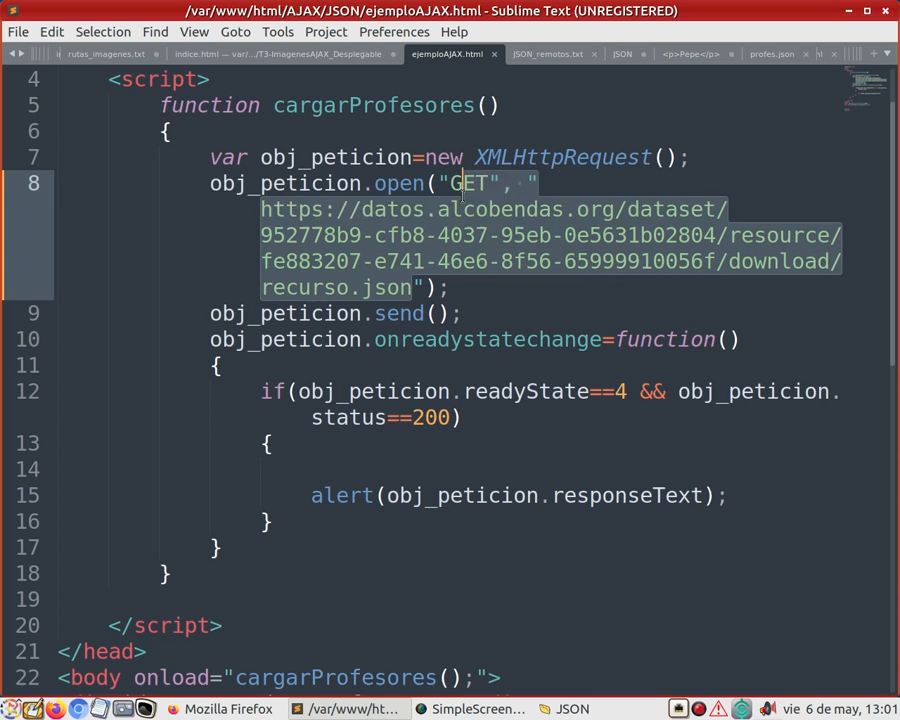 /var/www/html/AJAX/JSON/ejemploAJAX.html - Sublime Text (UNREGISTERED)
File Edit Selection Find View Goto Tools Project Preferences Help
rutas_imagenes.txt indice.html — var/.../T3-ImagenesAJAX_Desplegable ejemploAJAX.html JSON_remotos.txt JSON <p>Pepe</p> profes.json
4 <script>
5 function cargarProfesores()
6 {
7 var obj_peticion=new XMLHttpRequest();
8 obj_peticion.open("GET", "
https://datos.alcobendas.org/dataset/
952778b9-cfb8-4037-95eb-0e5631b02804/resource/
fe883207-e741-46e6-8f56-65999910056f/download/
recurso.json");
9 obj_peticion.send();
10 obj_peticion.onreadystatechange=function()
11 {
12 if(obj_peticion.readyState==4 && obj_peticion.
status==200)
13 {
14
15 alert(obj_peticion.responseText);
16 }
17 }
18 }
19
20 </script>
21 </head>
22 <body onload="cargarProfesores();">
Mozilla Firefox /var/www/ht... SimpleScreen... JSON vie 6 de may, 13:01